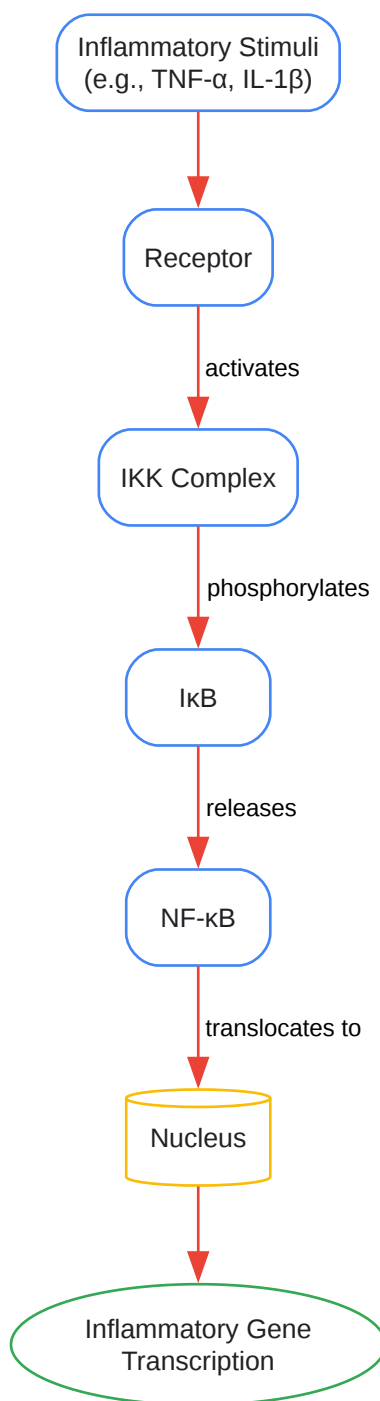 Inflammatory Stimuli
(e.g., TNF-α, IL-1β)
Receptor
activates
IKK Complex
phosphorylates
IκB
releases
NF-κB
translocates to
Nucleus
Inflammatory Gene
Transcription